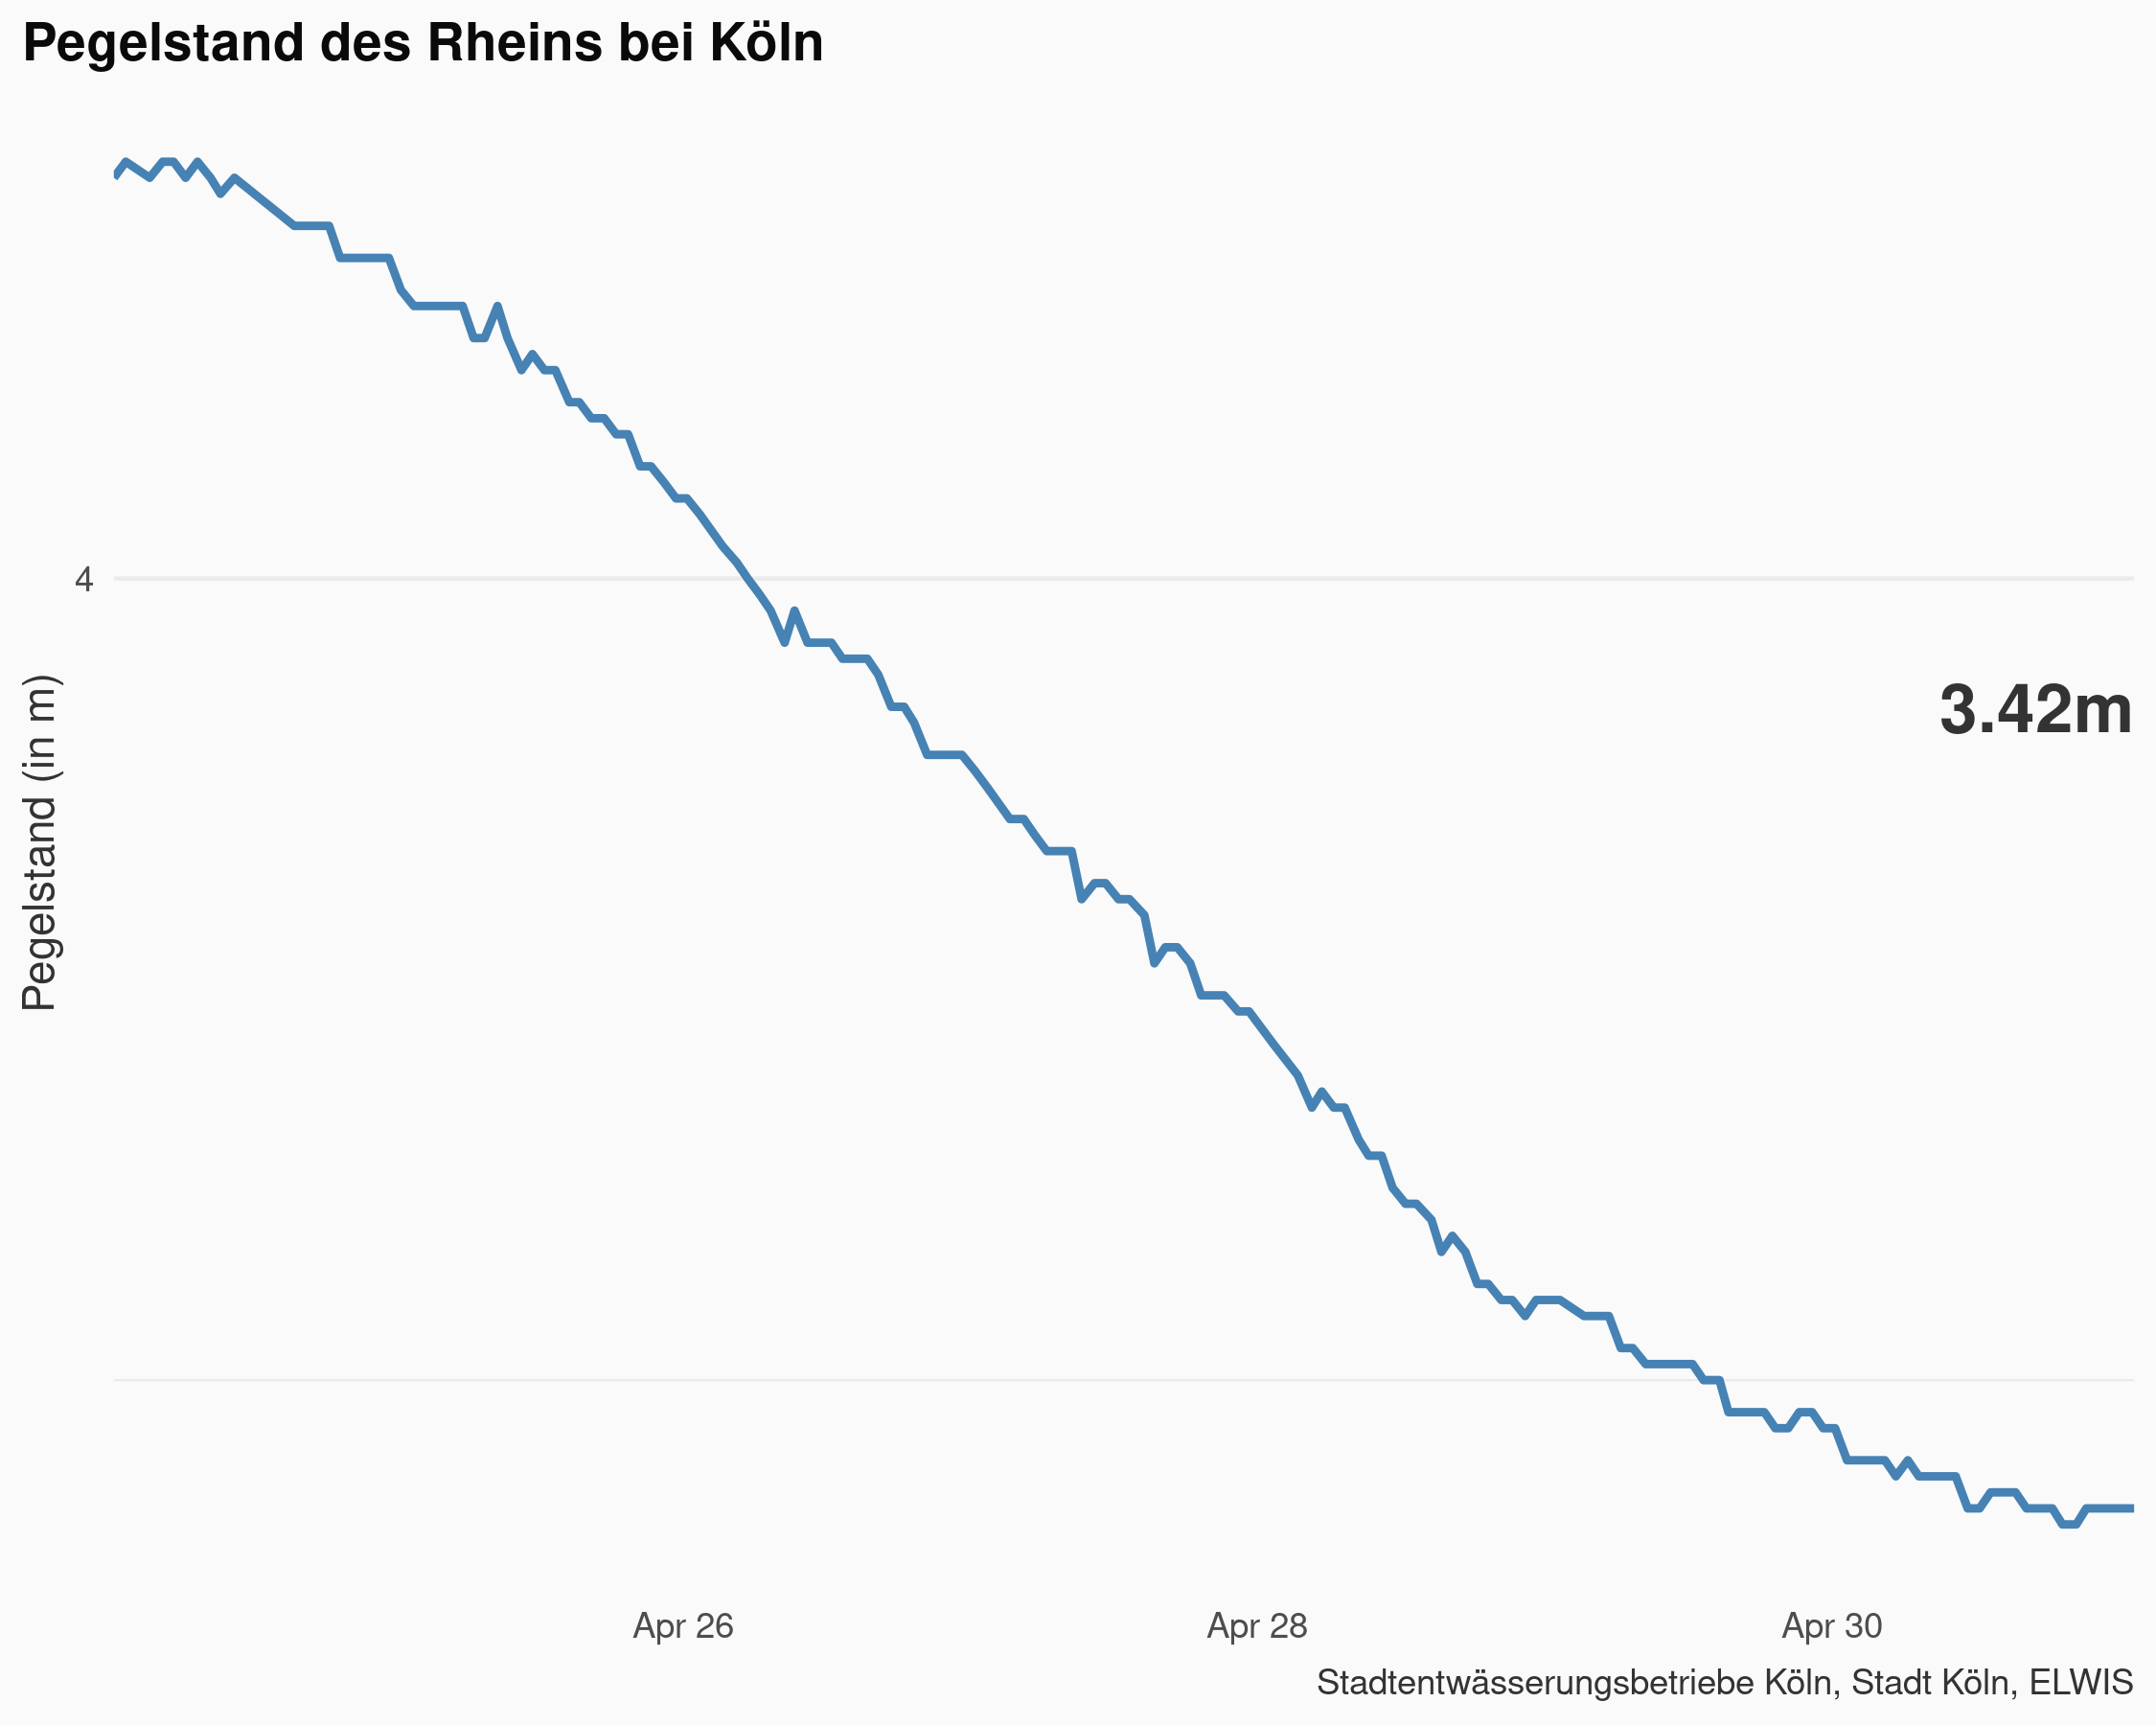 Pegelstand des Rheins bei Köln
Pegelstand (in m)
4
3.42m
Apr 26
Apr 28
Apr 30
Stadtentwässerungsbetriebe Köln, Stadt Köln, ELWIS